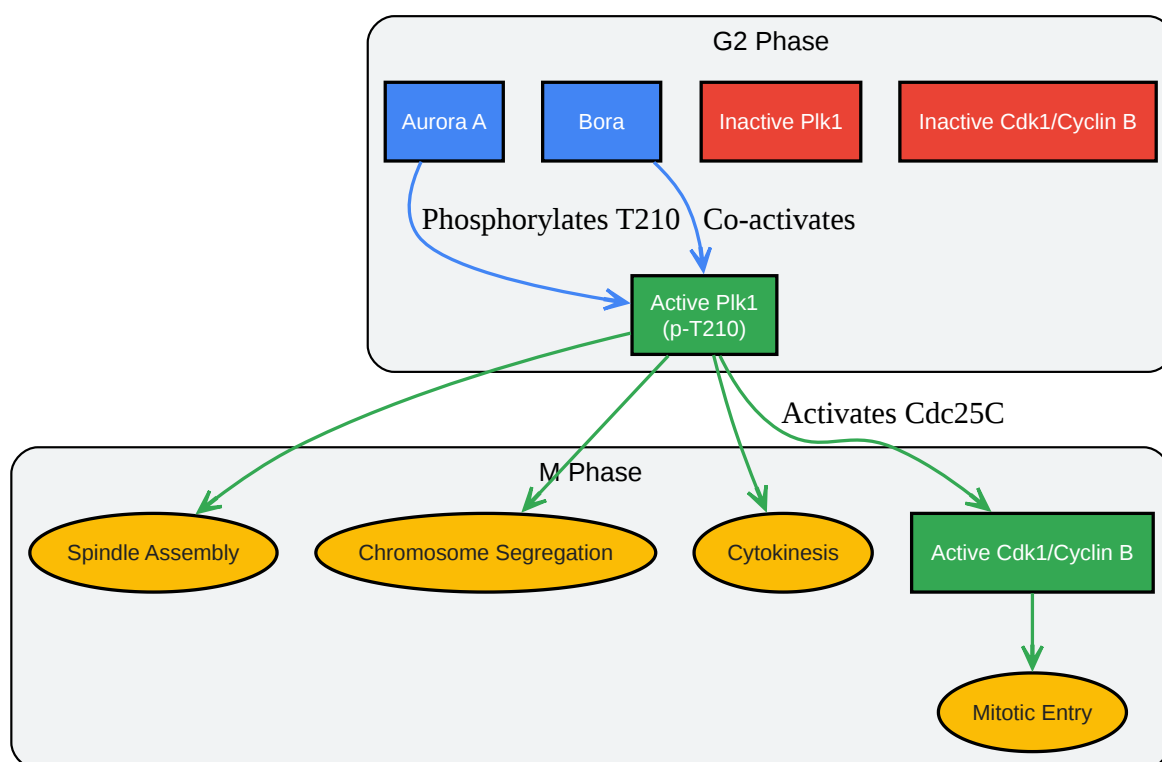 G2 Phase
Aurora A
Bora
Inactive Plk1
Inactive Cdk1/Cyclin B
Phosphorylates T210
Co-activates
Active Plk1
(p-T210)
Activates Cdc25C
M Phase
Spindle Assembly
Chromosome Segregation
Cytokinesis
Active Cdk1/Cyclin B
Mitotic Entry